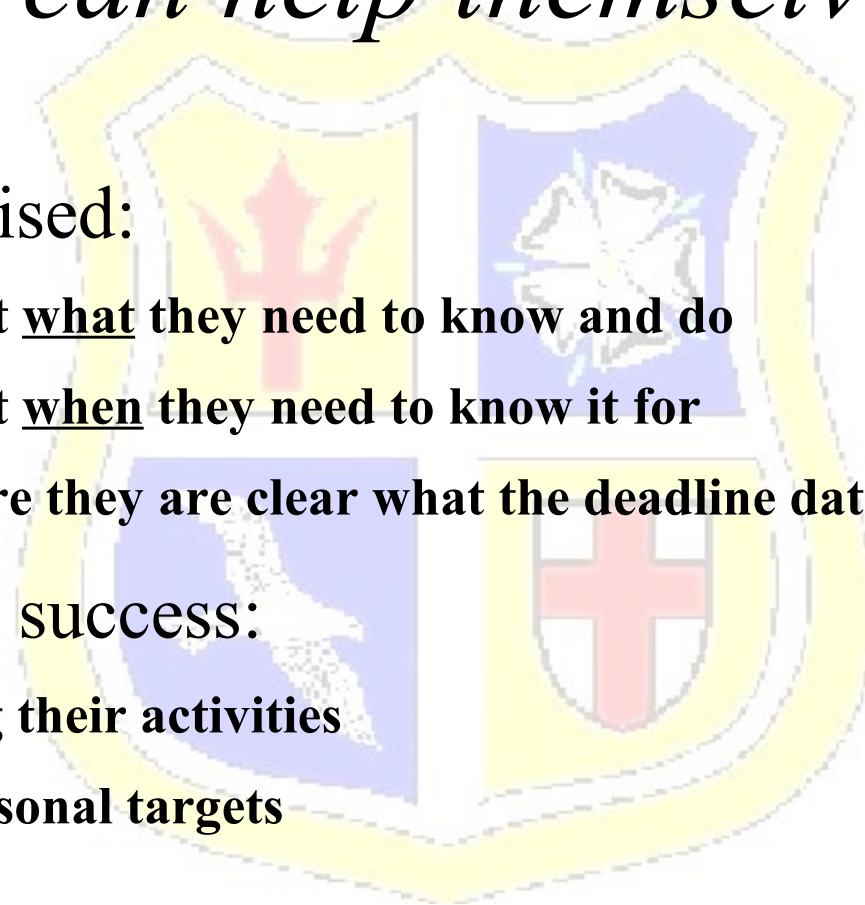 can help themselv
ised:
t what they need to know and do
t when they need to know it for
re they are clear what the deadline dat
success:
g their activities
sonal targets